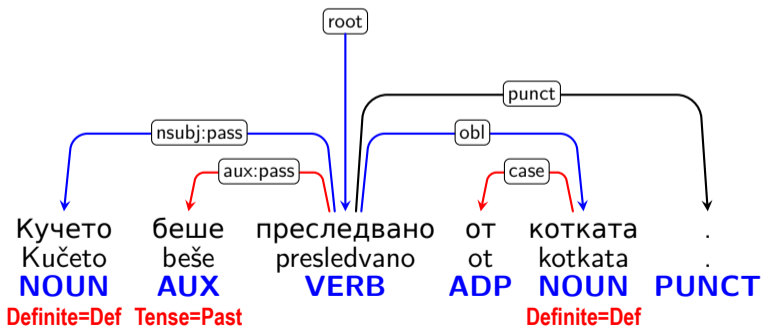 root
punct
nsubj:pass obl
aux:pass case
Кучето беше преследвано от котката .
Kučeto beše presledvano ot kotkata .
NOUN AUX VERB ADP NOUN PUNCT
Definite=Def Tense=Past Definite=Def